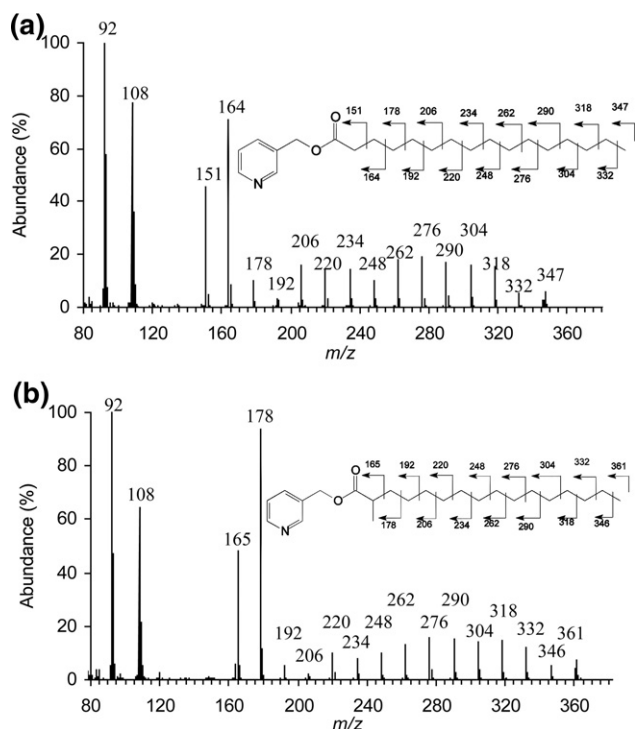 (a)
92
100
108
164
80
151 178 206 234 262 290 318 347
O
O
164 192 220 248 276 304 332
N
60
151
40
206 234 262 276 290 304
20
178 192 220 248 318 332 347
0
80 120 160 200 240 280 320 360
m/z
Abundance (%)
(b)
92
100
178
80
165 192 220 248 276 304 332 361
O
108
O
178 206 234 262 290 318 346
60
N
165
40
262 290 318
20
192 220 248 276 304 332
206 234 346 361
0
80 120 160 200 240 280 320 360
m/z
Abundance (%)